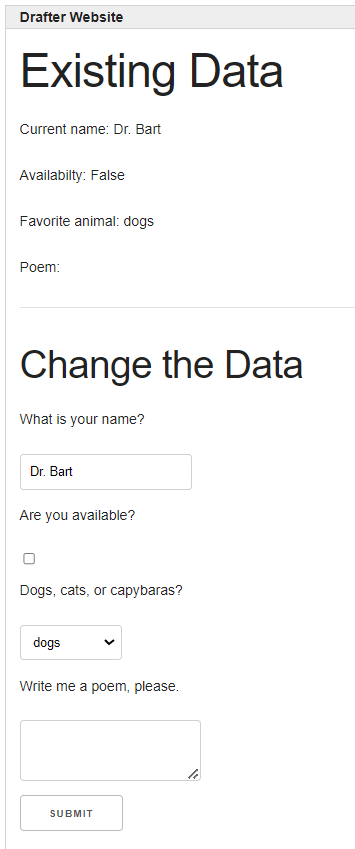 Drafter Website
Existing Data
Current name: Dr. Bart
Availabilty: False
Favorite animal: dogs
Poem:
Change the Data
What is your name?
Dr. Bart
Are you available?
Dogs, cats, or capybaras?
dogs
Write me a poem, please.
SUBMIT